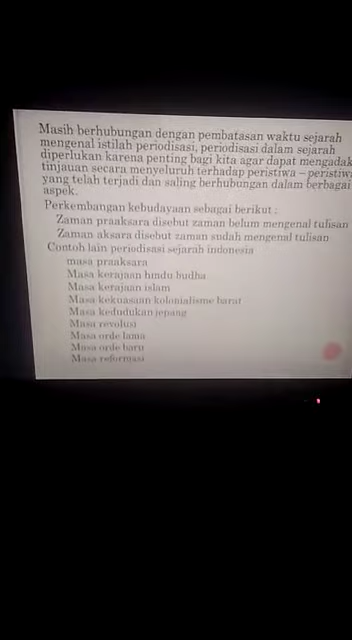 Masih berhubungan dengan pembatasan waktu sejarah
mengenal istilah periodisasi, periodisasi dalam sejarah
diperlukan karena penting bagi kita agar dapat mengadak
tinjauan secara menyeluruh terhadap peristiwa – peristiwa
yang telah terjadi dan saling berhubungan dalam berbagai
aspek.
Perkembangan kebudayaan sebagai berikut :
Zaman praaksara disebut zaman belum mengenal tulisan
Zaman aksara disebut zaman sudah mengenal tulisan
Contoh lain periodisasi sejarah indonesia
masa praaksara
Masa kerajaan hindu budha
Masa kerajaan islam
Masa kekuasaan kolonialisme barat
Masa kedudukan jepang
Masa revolusi
Masa orde lama
Masa orde baru
Masa reformasi